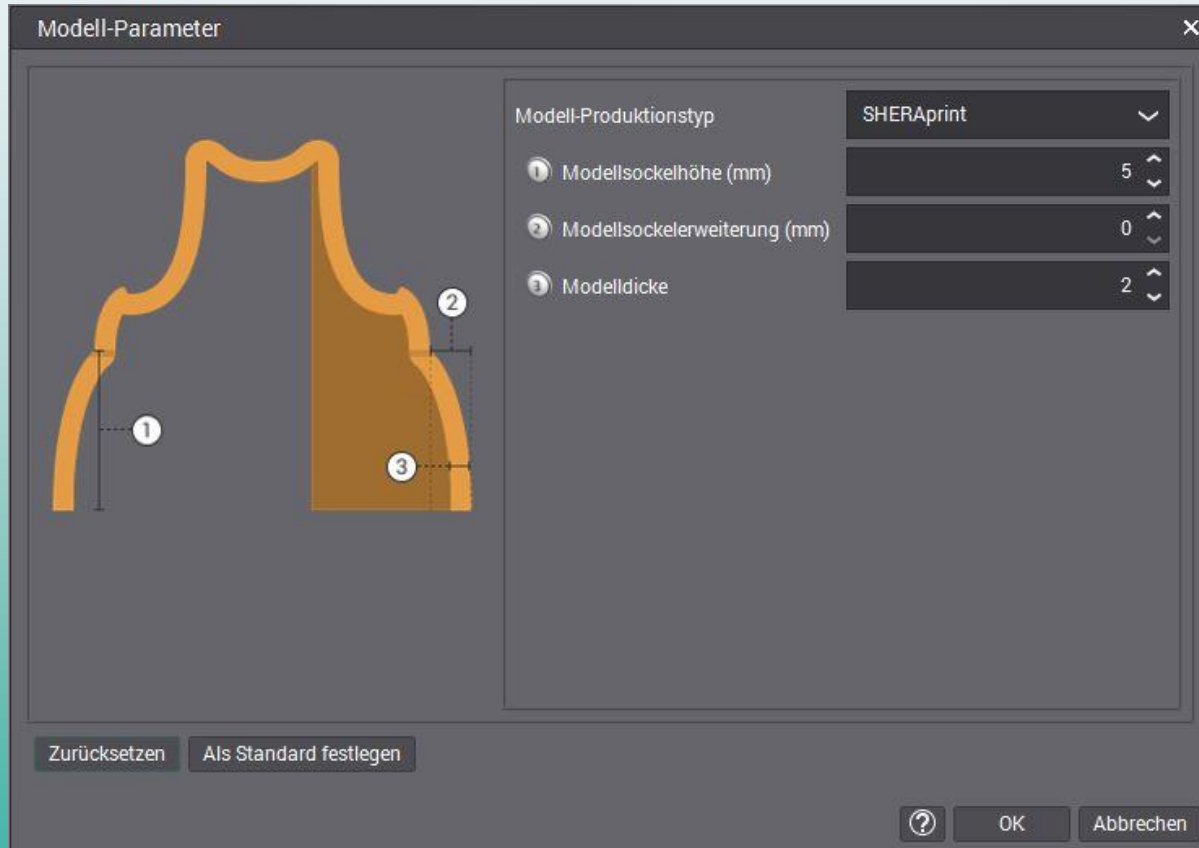 Modell-Parameter
Modell-Produktionstyp SHERAprint
1 Modellsockelhöhe (mm) 5
2 Modellsockelerweiterung (mm) 0
3 Modelldicke 2
2
1
3
Zurücksetzen Als Standard festlegen
? OK Abbrechen